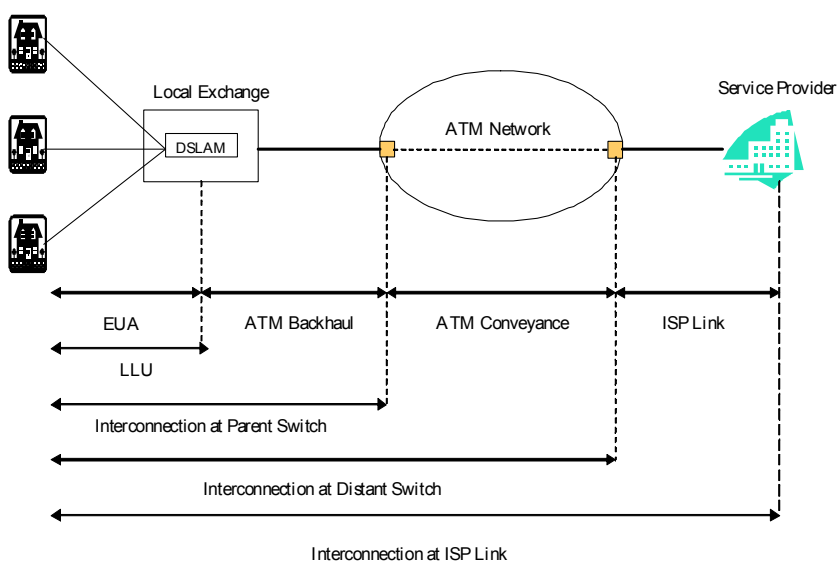 Local Exchange
Service Provider
ATM Network
DSLAM
EUA
ATM Backhaul
ATM Conveyance
ISP Link
LLU
Interconnection at Parent Switch
Interconnection at Distant Switch
Interconnection at ISP Link